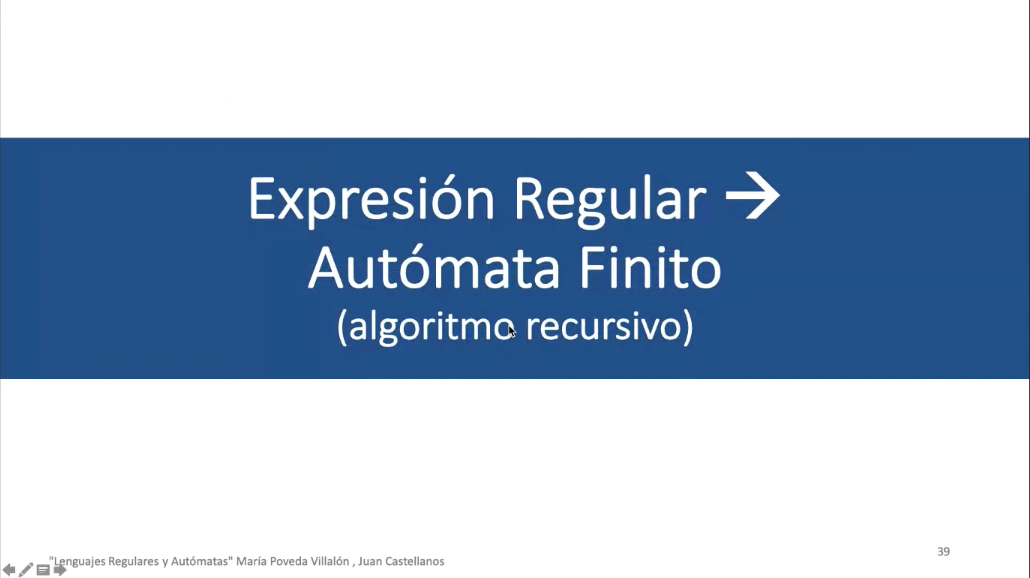 Expresión Regular →
Autómata Finito
(algoritmo recursivo)
39
"Lenguajes Regulares y Autómatas" María Poveda Villalón , Juan Castellanos